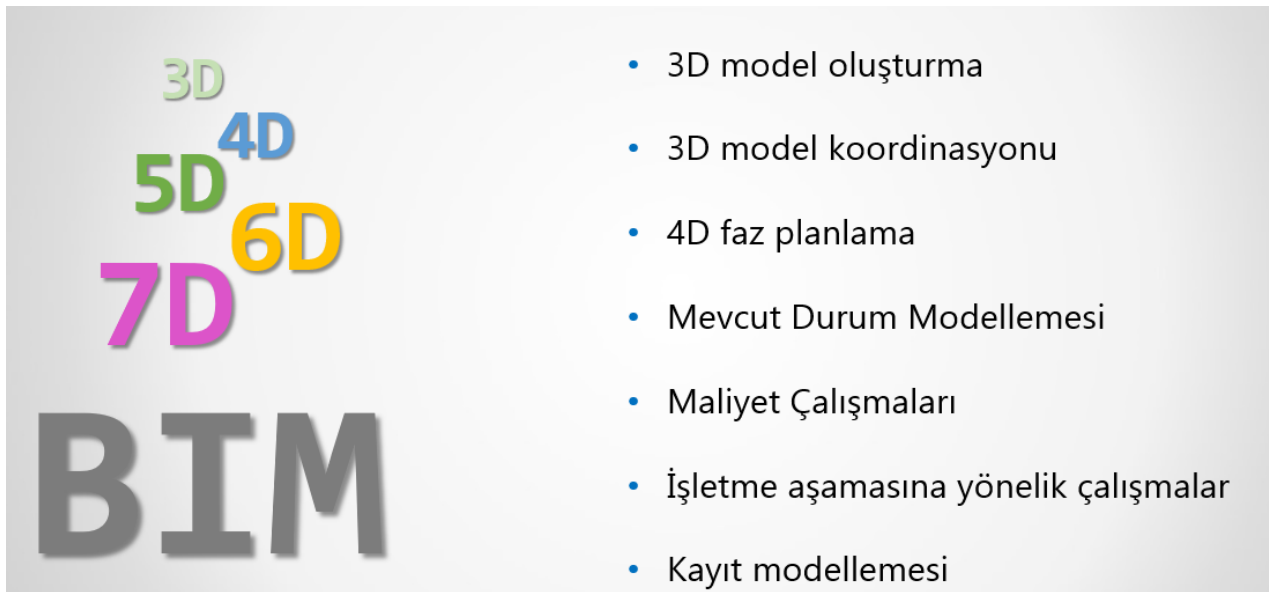 3D
4D
5D
6D
7D
BIM
• 3D model oluşturma
• 3D model koordinasyonu
• 4D faz planlama
• Mevcut Durum Modellemesi
• Maliyet Çalışmaları
• İşletme aşamasına yönelik çalışmalar
• Kayıt modellemesi